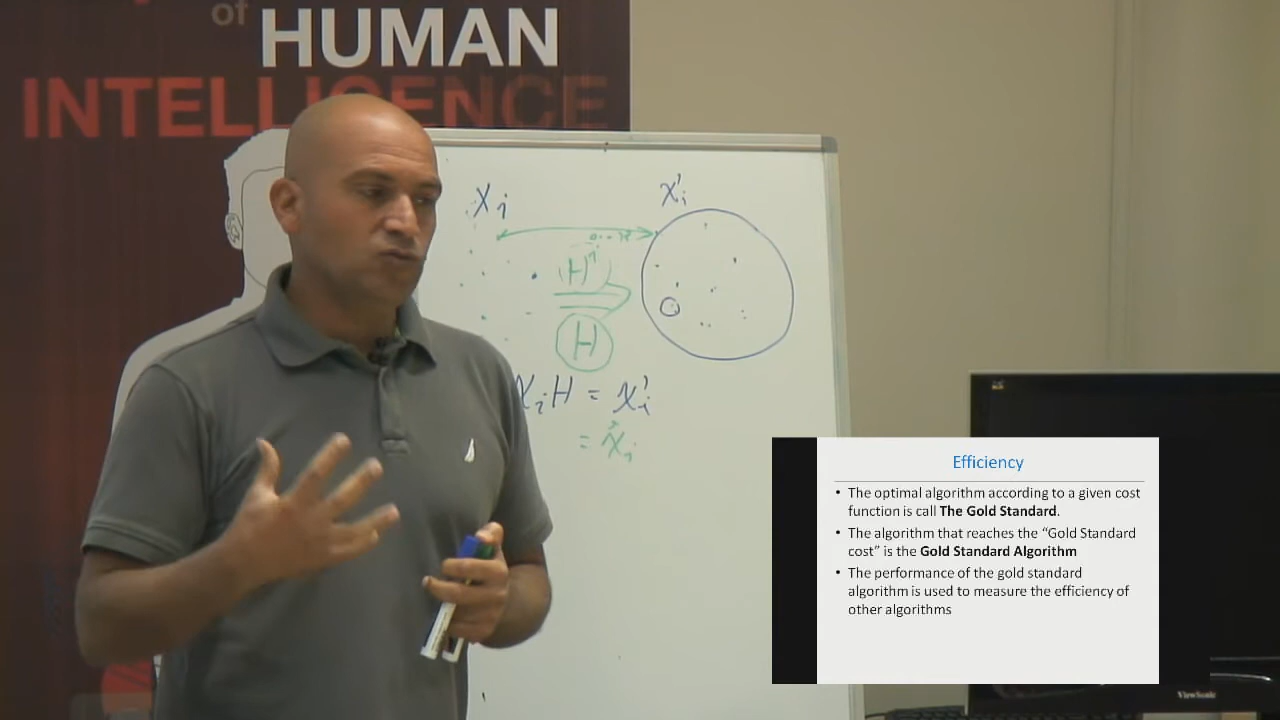 of
HUMAN
INTELLIGENCE
X i
x'i
(H)^n
H
XiH = x'i
= x̂i
Efficiency
• The optimal algorithm according to a given cost
function is call The Gold Standard.
• The algorithm that reaches the “Gold Standard
cost” is the Gold Standard Algorithm
• The performance of the gold standard
algorithm is used to measure the efficiency of
other algorithms
ViewSonic